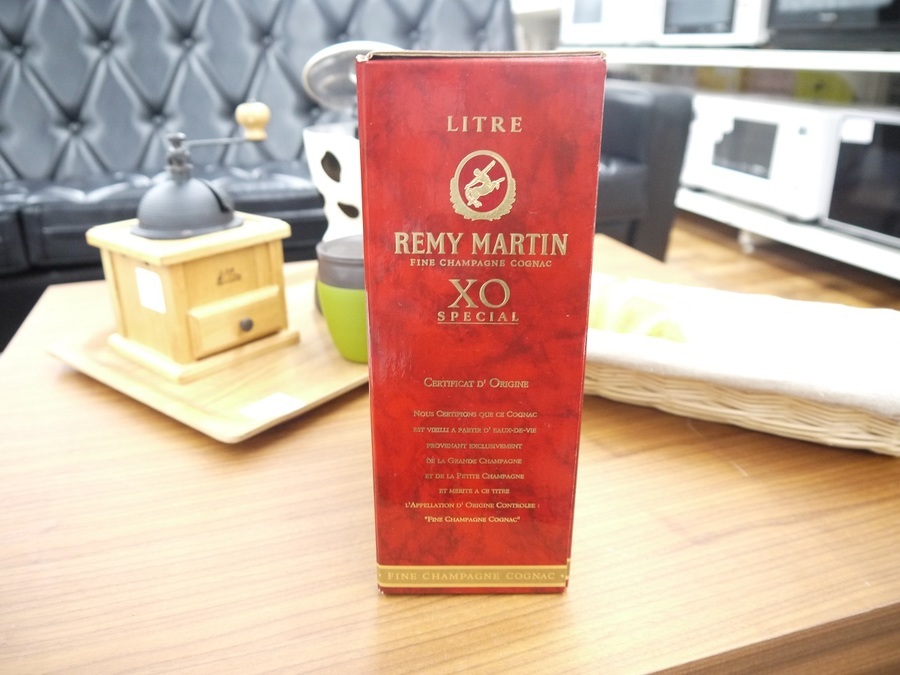 LITRE
REMY MARTIN
FINE CHAMPAGNE COGNAC
XO
SPECIAL
CERTIFICAT D' ORIGINE
NOUS CERTIFIONS QUE CE COGNAC
EST VIEILLI A PARTIR D' EAUX-DE-VIE
PROVENANT EXCLUSIVEMENT
DE LA GRANDE CHAMPAGNE
ET DE LA PETITE CHAMPAGNE
ET MERITE A CE TITRE
L'APPELLATION D' ORIGINE CONTROLEE :
"FINE CHAMPAGNE COGNAC"
FINE CHAMPAGNE COGNAC